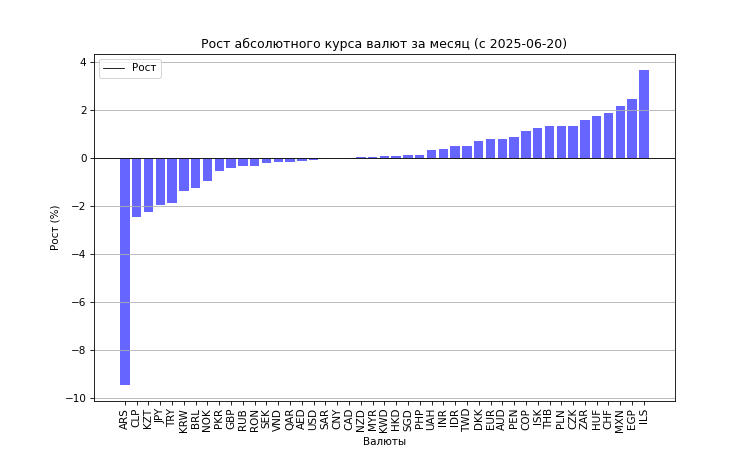 Рост абсолютного курса валют за месяц (с 2025-06-20)
Рост
4
2
0
−2
−4
−6
−8
−10
Рост (%)
ARS CLP KZT JPY TRY KRW BRL NOK PKR GBP RUB RON SEK VND QAR AED USD SAR CNY CAD NZD MYR KWD HKD SGD PHP UAH INR IDR TWD DKK EUR AUD PEN COP ISK THB PLN CZK ZAR HUF CHF MXN EGP ILS
Валюты